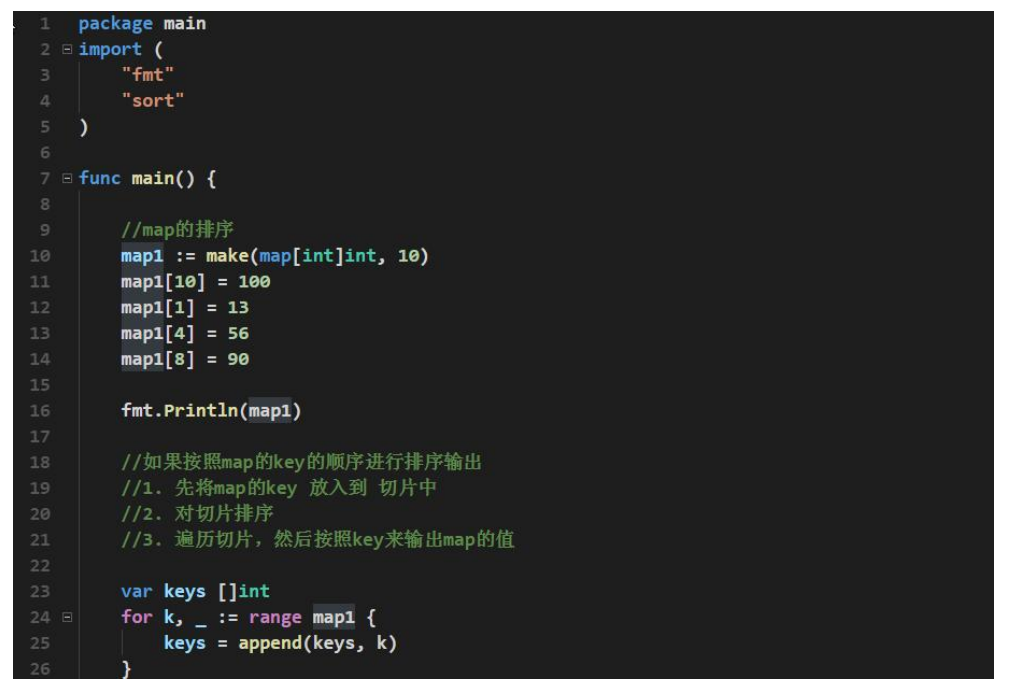 1 package main
2 import (
3 "fmt"
4 "sort"
5 )
6
7 func main() {
8
9 //map的排序
10 map1 := make(map[int]int, 10)
11 map1[10] = 100
12 map1[1] = 13
13 map1[4] = 56
14 map1[8] = 90
15
16 fmt.Println(map1)
17
18 //如果按照map的key的顺序进行排序输出
19 //1. 先将map的key 放入到 切片中
20 //2. 对切片排序
21 //3. 遍历切片，然后按照key来输出map的值
22
23 var keys []int
24 for k, _ := range map1 {
25 keys = append(keys, k)
26 }